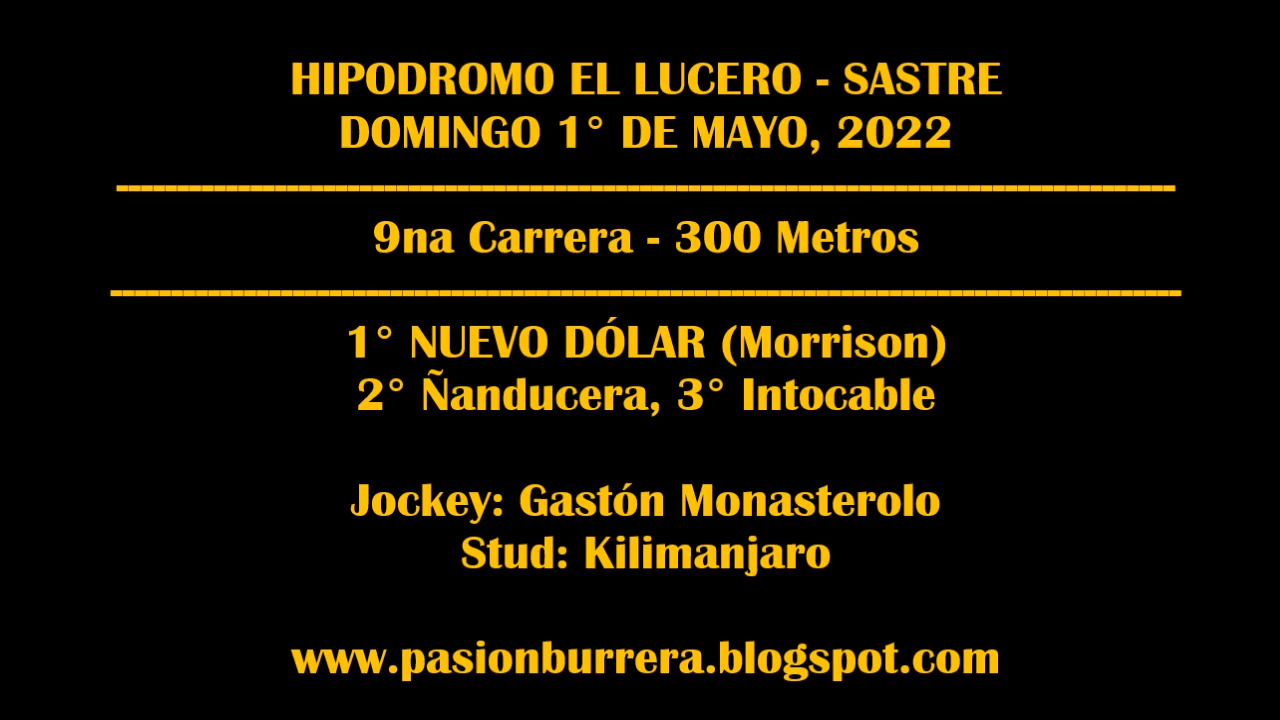 HIPODROMO EL LUCERO - SASTRE
DOMINGO 1° DE MAYO, 2022
9na Carrera - 300 Metros
1° NUEVO DÓLAR (Morrison)
2° Ñanducera, 3° Intocable
Jockey: Gastón Monasterolo
Stud: Kilimanjaro
www.pasionburrera.blogspot.com